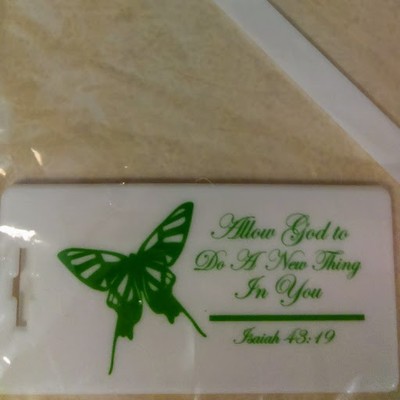 Allow God to
Do A New Thing
In You
Isaiah 43:19